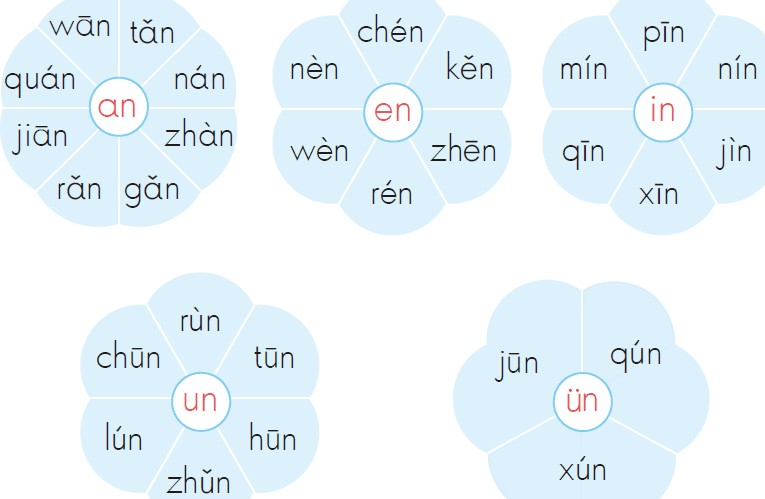 wān tǎn
quán nán
an
jiān zhàn
rǎn gǎn
chén
nèn kěn
en
wèn zhēn
rén
pīn
mín nín
in
qīn jìn
xīn
rùn
chūn tūn
un
lún hūn
zhǔn
jūn qún
ün
xún